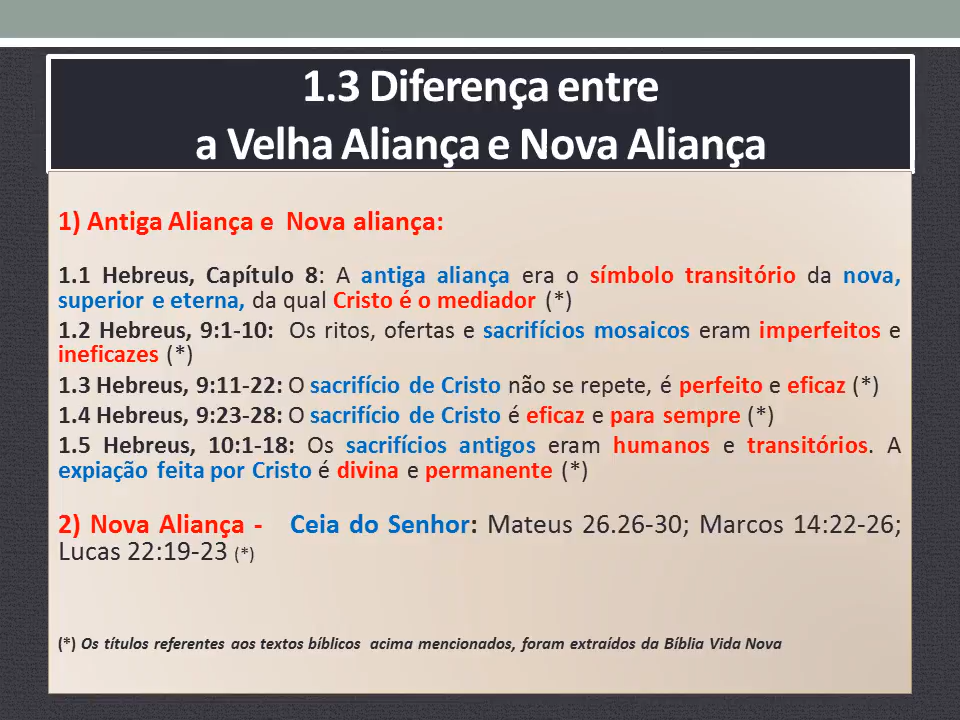 1.3 Diferença entre
a Velha Aliança e Nova Aliança
1) Antiga Aliança e Nova aliança:
1.1 Hebreus, Capítulo 8: A antiga aliança era o símbolo transitório da nova,
superior e eterna, da qual Cristo é o mediador (*)
1.2 Hebreus, 9:1-10: Os ritos, ofertas e sacrifícios mosaicos eram imperfeitos e
ineficazes (*)
1.3 Hebreus, 9:11-22: O sacrifício de Cristo não se repete, é perfeito e eficaz (*)
1.4 Hebreus, 9:23-28: O sacrifício de Cristo é eficaz e para sempre (*)
1.5 Hebreus, 10:1-18: Os sacrifícios antigos eram humanos e transitórios. A
expiação feita por Cristo é divina e permanente (*)
2) Nova Aliança - Ceia do Senhor: Mateus 26.26-30; Marcos 14:22-26;
Lucas 22:19-23 (*)
(*) Os títulos referentes aos textos bíblicos acima mencionados, foram extraídos da Bíblia Vida Nova